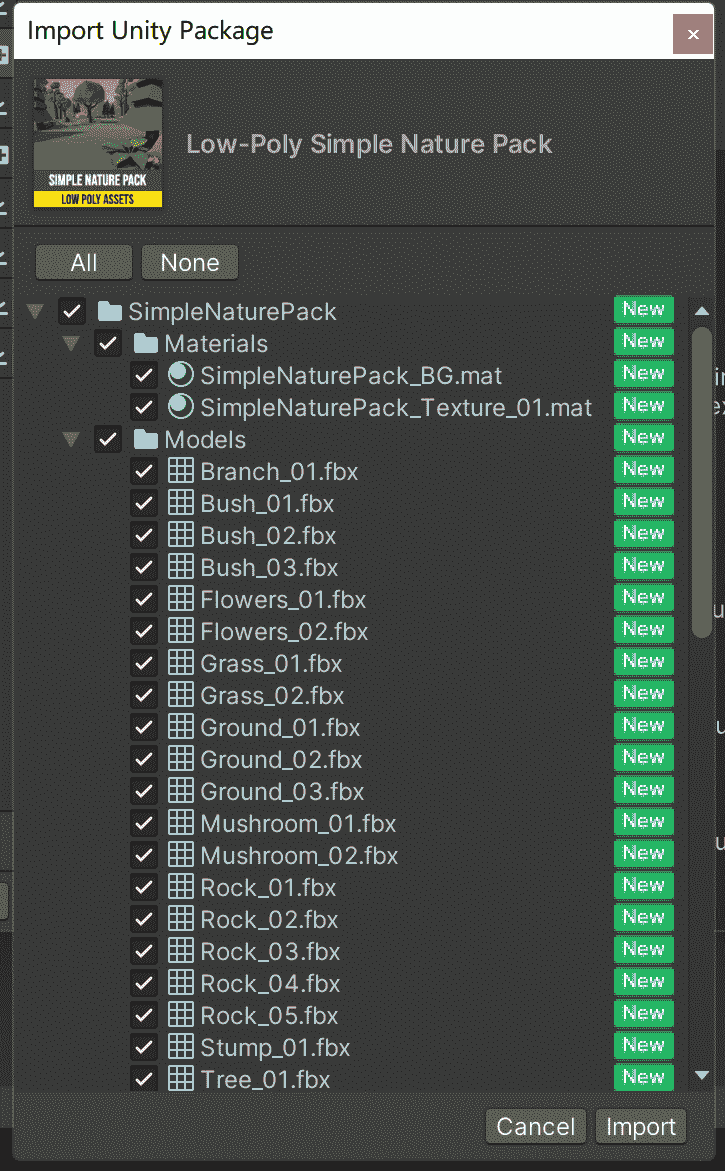 Import Unity Package
SIMPLE NATURE PACK
LOW POLY ASSETS
Low-Poly Simple Nature Pack
All None
SimpleNaturePack New
Materials New
SimpleNaturePack_BG.mat New
SimpleNaturePack_Texture_01.mat New
Models New
Branch_01.fbx New
Bush_01.fbx New
Bush_02.fbx New
Bush_03.fbx New
Flowers_01.fbx New
Flowers_02.fbx New
Grass_01.fbx New
Grass_02.fbx New
Ground_01.fbx New
Ground_02.fbx New
Ground_03.fbx New
Mushroom_01.fbx New
Mushroom_02.fbx New
Rock_01.fbx New
Rock_02.fbx New
Rock_03.fbx New
Rock_04.fbx New
Rock_05.fbx New
Stump_01.fbx New
Tree_01.fbx New
Cancel Import